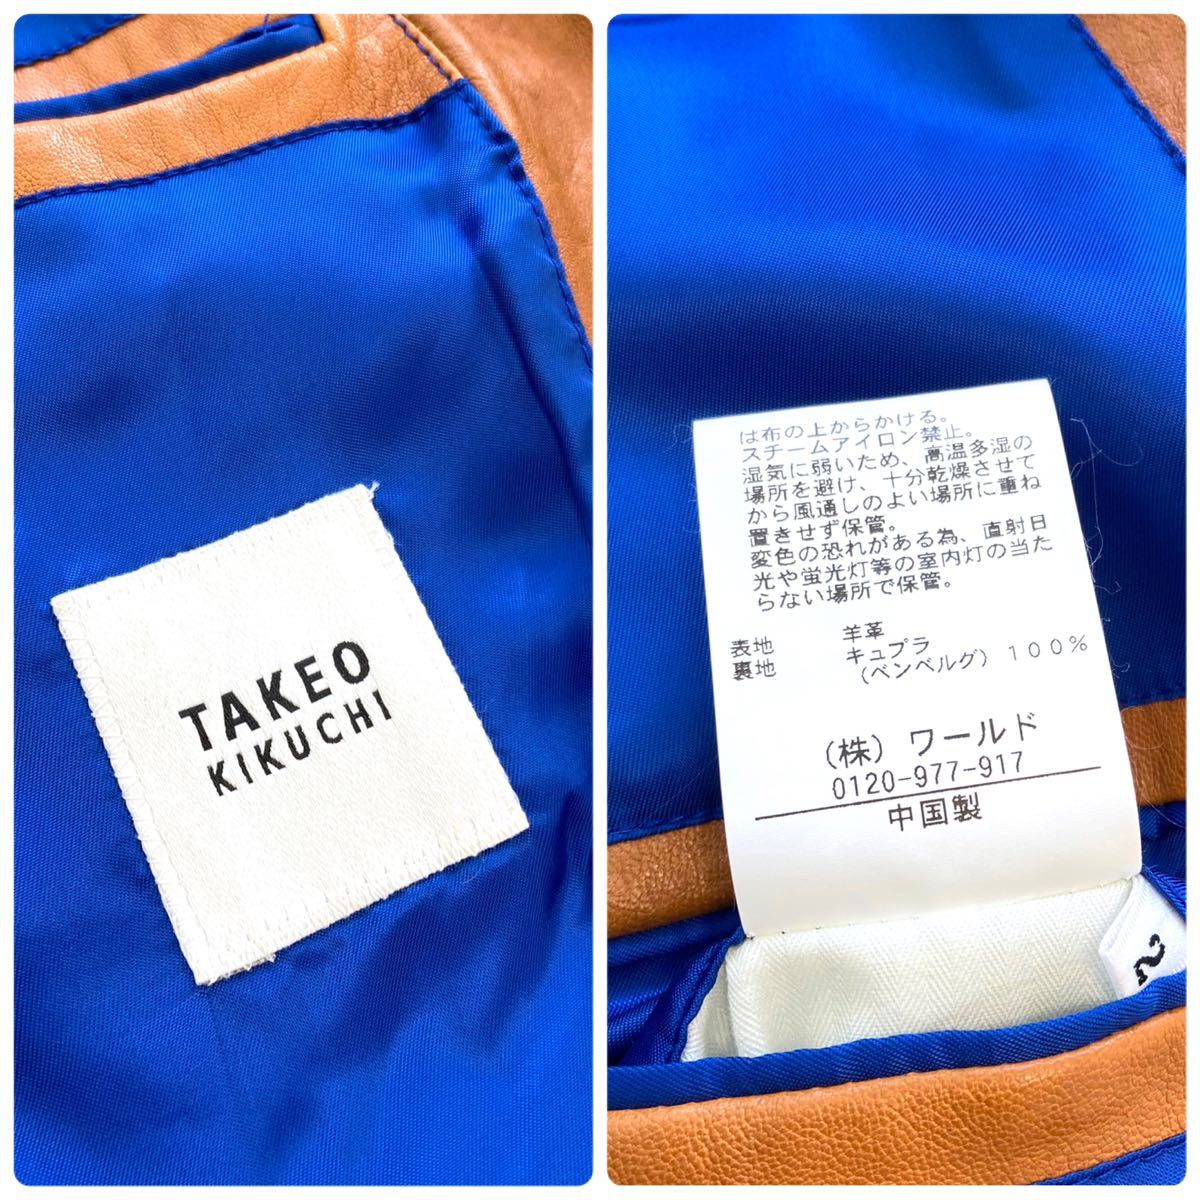 TAKEO
KIKUCHI
は布の上からかける。
スチームアイロン禁止。
湿気に弱いため、高温多湿の
場所を避け、十分乾燥させて
から風通しのよい場所に重ね
置きせず保管。
変色の恐れがある為、直射日
光や蛍光灯等の室内灯の当た
らない場所で保管。
表地 羊革
裏地 キュプラ
(ベンベルグ) 100%
(株) ワールド
0120-977-917
中国製
2